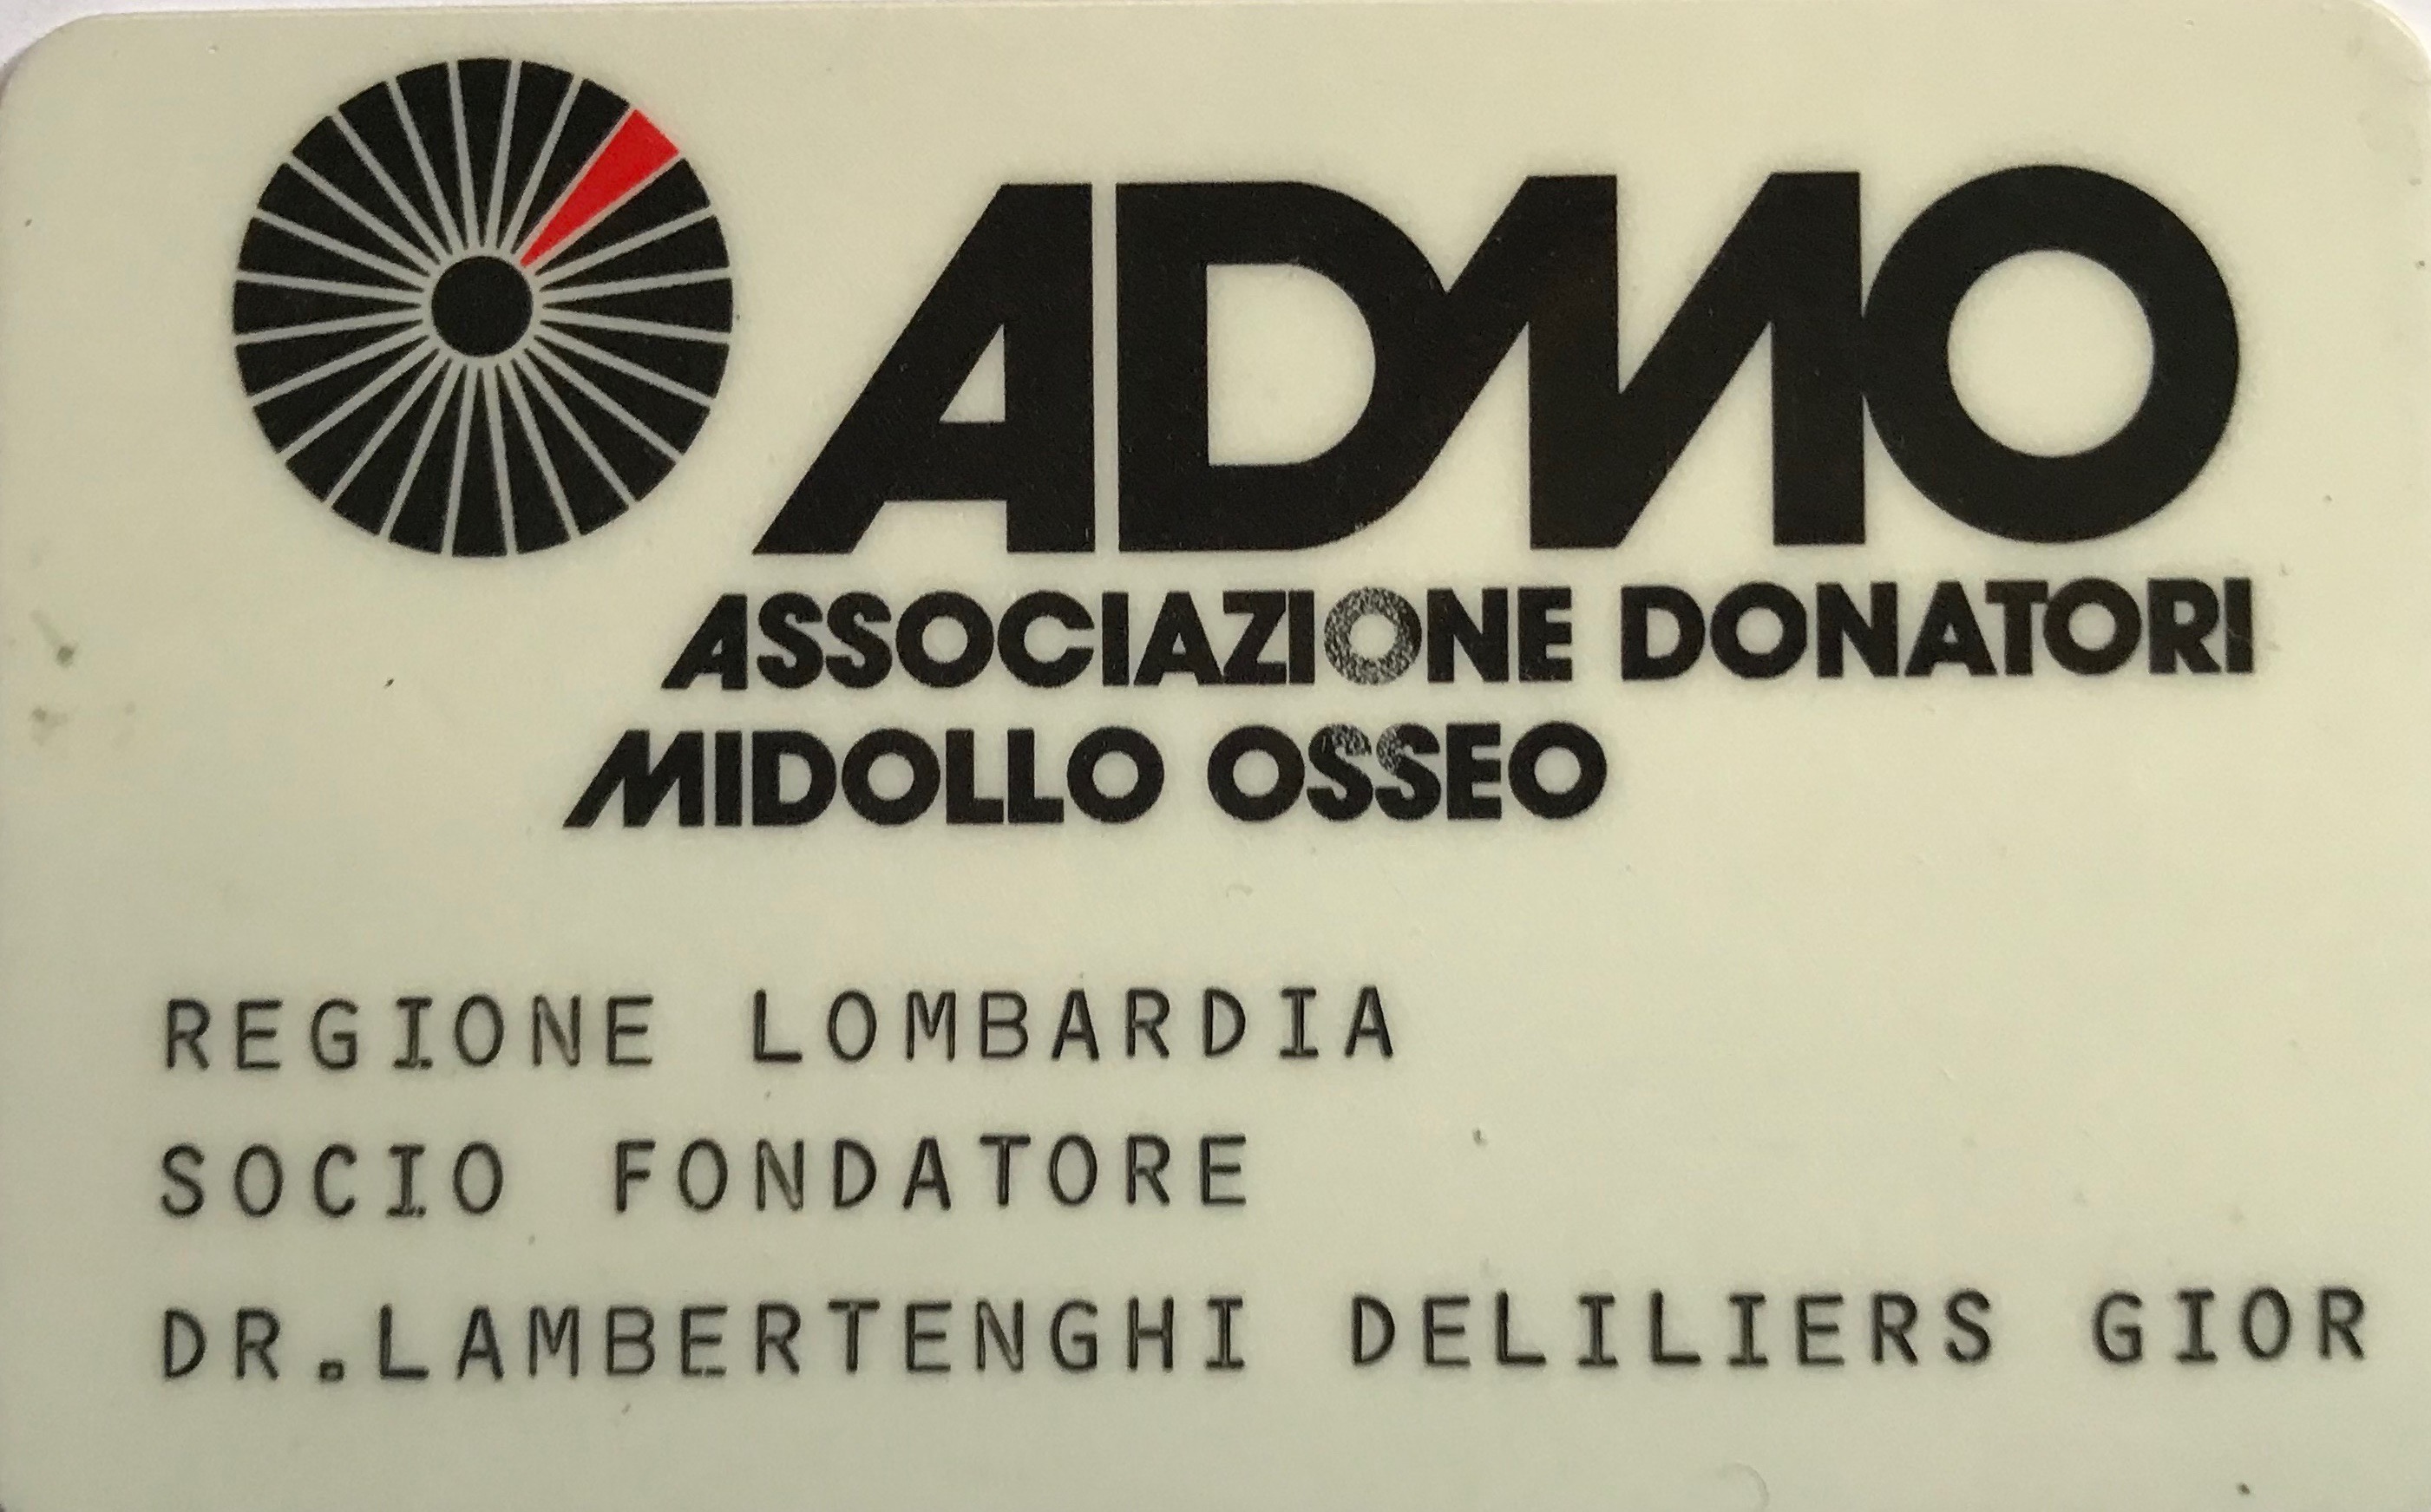 ADMO
ASSOCIAZIONE DONATORI
MIDOLLO OSSEO
REGIONE LOMBARDIA
SOCIO FONDATORE
DR.LAMBERTENGHI DELILIERS GIOR